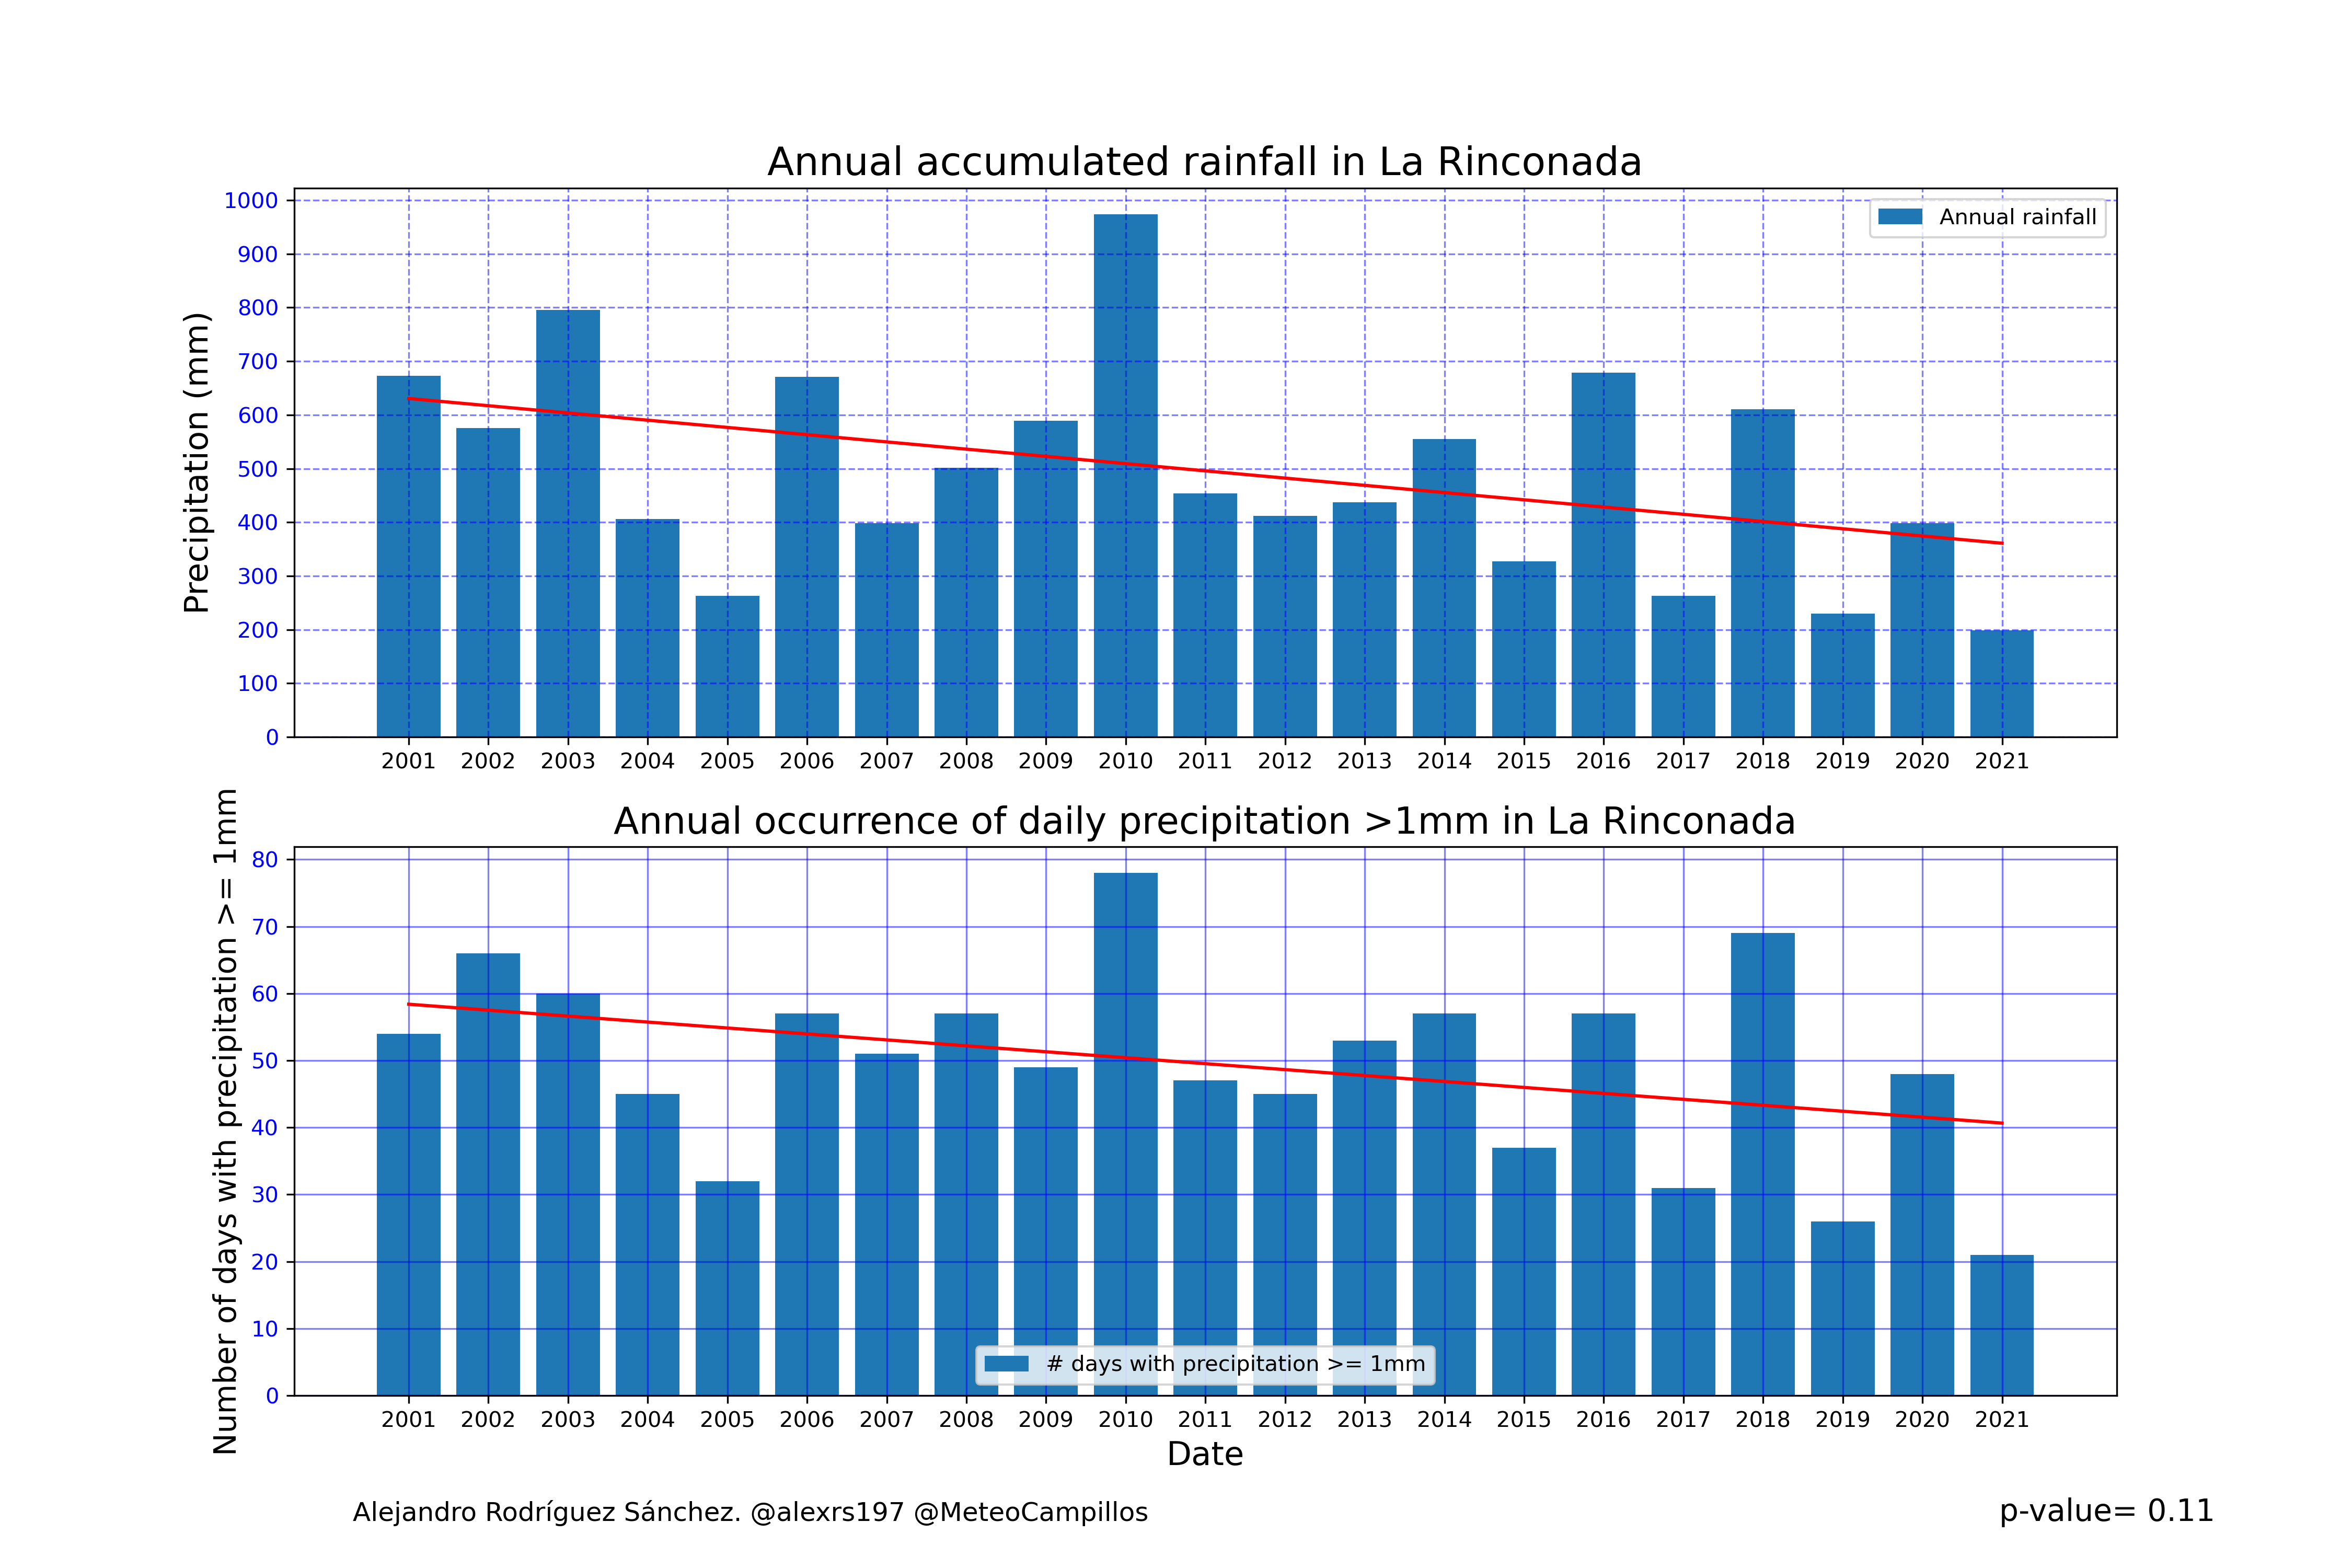 Annual accumulated rainfall in La Rinconada
Precipitation (mm)
1000
900
800
700
600
500
400
300
200
100
0
Annual rainfall
2001 2002 2003 2004 2005 2006 2007 2008 2009 2010 2011 2012 2013 2014 2015 2016 2017 2018 2019 2020 2021
Annual occurrence of daily precipitation >1mm in La Rinconada
Number of days with precipitation >= 1mm
80
70
60
50
40
30
20
10
0
# days with precipitation >= 1mm
2001 2002 2003 2004 2005 2006 2007 2008 2009 2010 2011 2012 2013 2014 2015 2016 2017 2018 2019 2020 2021
Date
Alejandro Rodríguez Sánchez. @alexrs197 @MeteoCampillos
p-value= 0.11